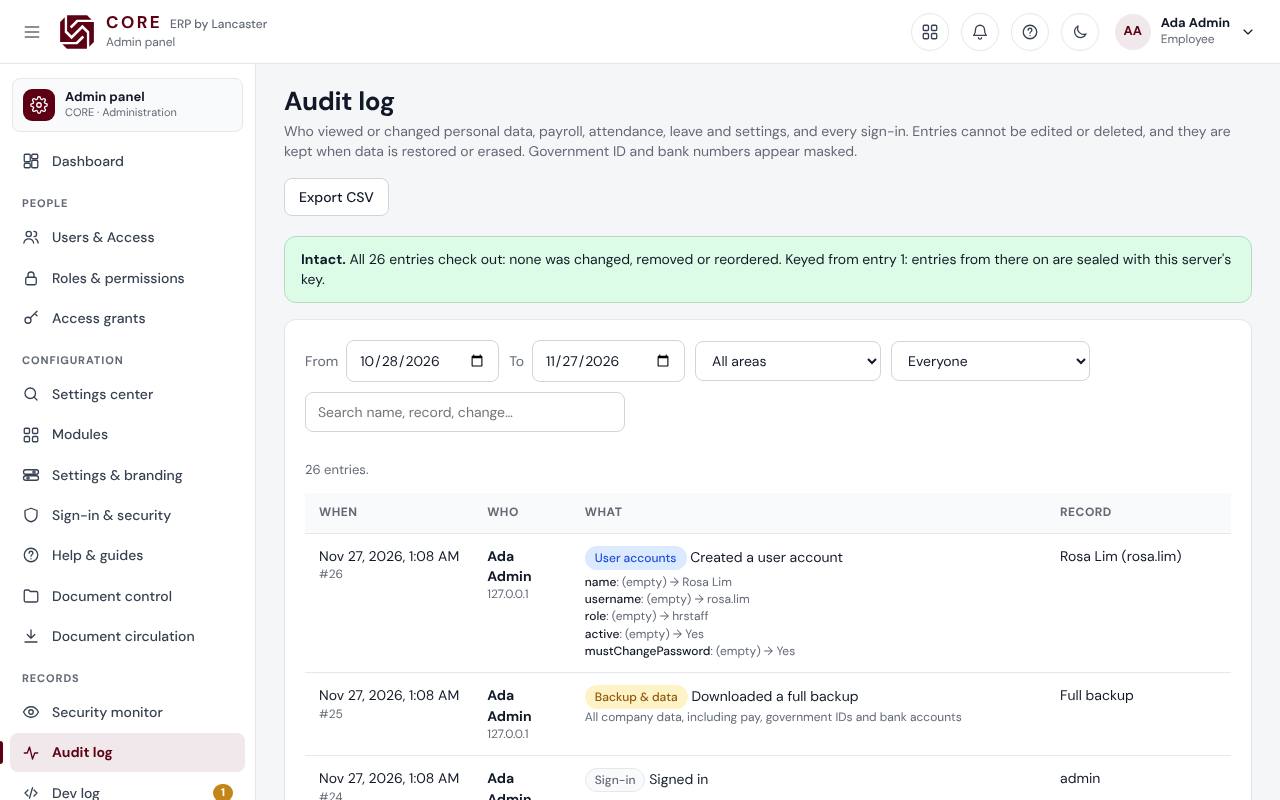 CORE ERP by Lancaster
Admin panel
AA
Ada Admin
Employee
Admin panel
CORE · Administration
Dashboard
PEOPLE
Users & Access
Roles & permissions
Access grants
CONFIGURATION
Settings center
Modules
Settings & branding
Sign-in & security
Help & guides
Document control
Document circulation
RECORDS
Security monitor
Audit log
Dev log 1
Audit log
Who viewed or changed personal data, payroll, attendance, leave and settings, and every sign-in. Entries cannot be edited or deleted, and they are
kept when data is restored or erased. Government ID and bank numbers appear masked.
Export CSV
Intact. All 26 entries check out: none was changed, removed or reordered. Keyed from entry 1: entries from there on are sealed with this server's
key.
From 10/28/2026 To 11/27/2026 All areas Everyone
Search name, record, change…
26 entries.
WHEN WHO WHAT RECORD
Nov 27, 2026, 1:08 AM
#26
Ada
Admin
127.0.0.1
User accounts Created a user account
name: (empty) → Rosa Lim
username: (empty) → rosa.lim
role: (empty) → hrstaff
active: (empty) → Yes
mustChangePassword: (empty) → Yes
Rosa Lim (rosa.lim)
Nov 27, 2026, 1:08 AM
#25
Ada
Admin
127.0.0.1
Backup & data Downloaded a full backup
All company data, including pay, government IDs and bank accounts
Full backup
Nov 27, 2026, 1:08 AM
#24
Ada
Admin
Sign-in Signed in
admin